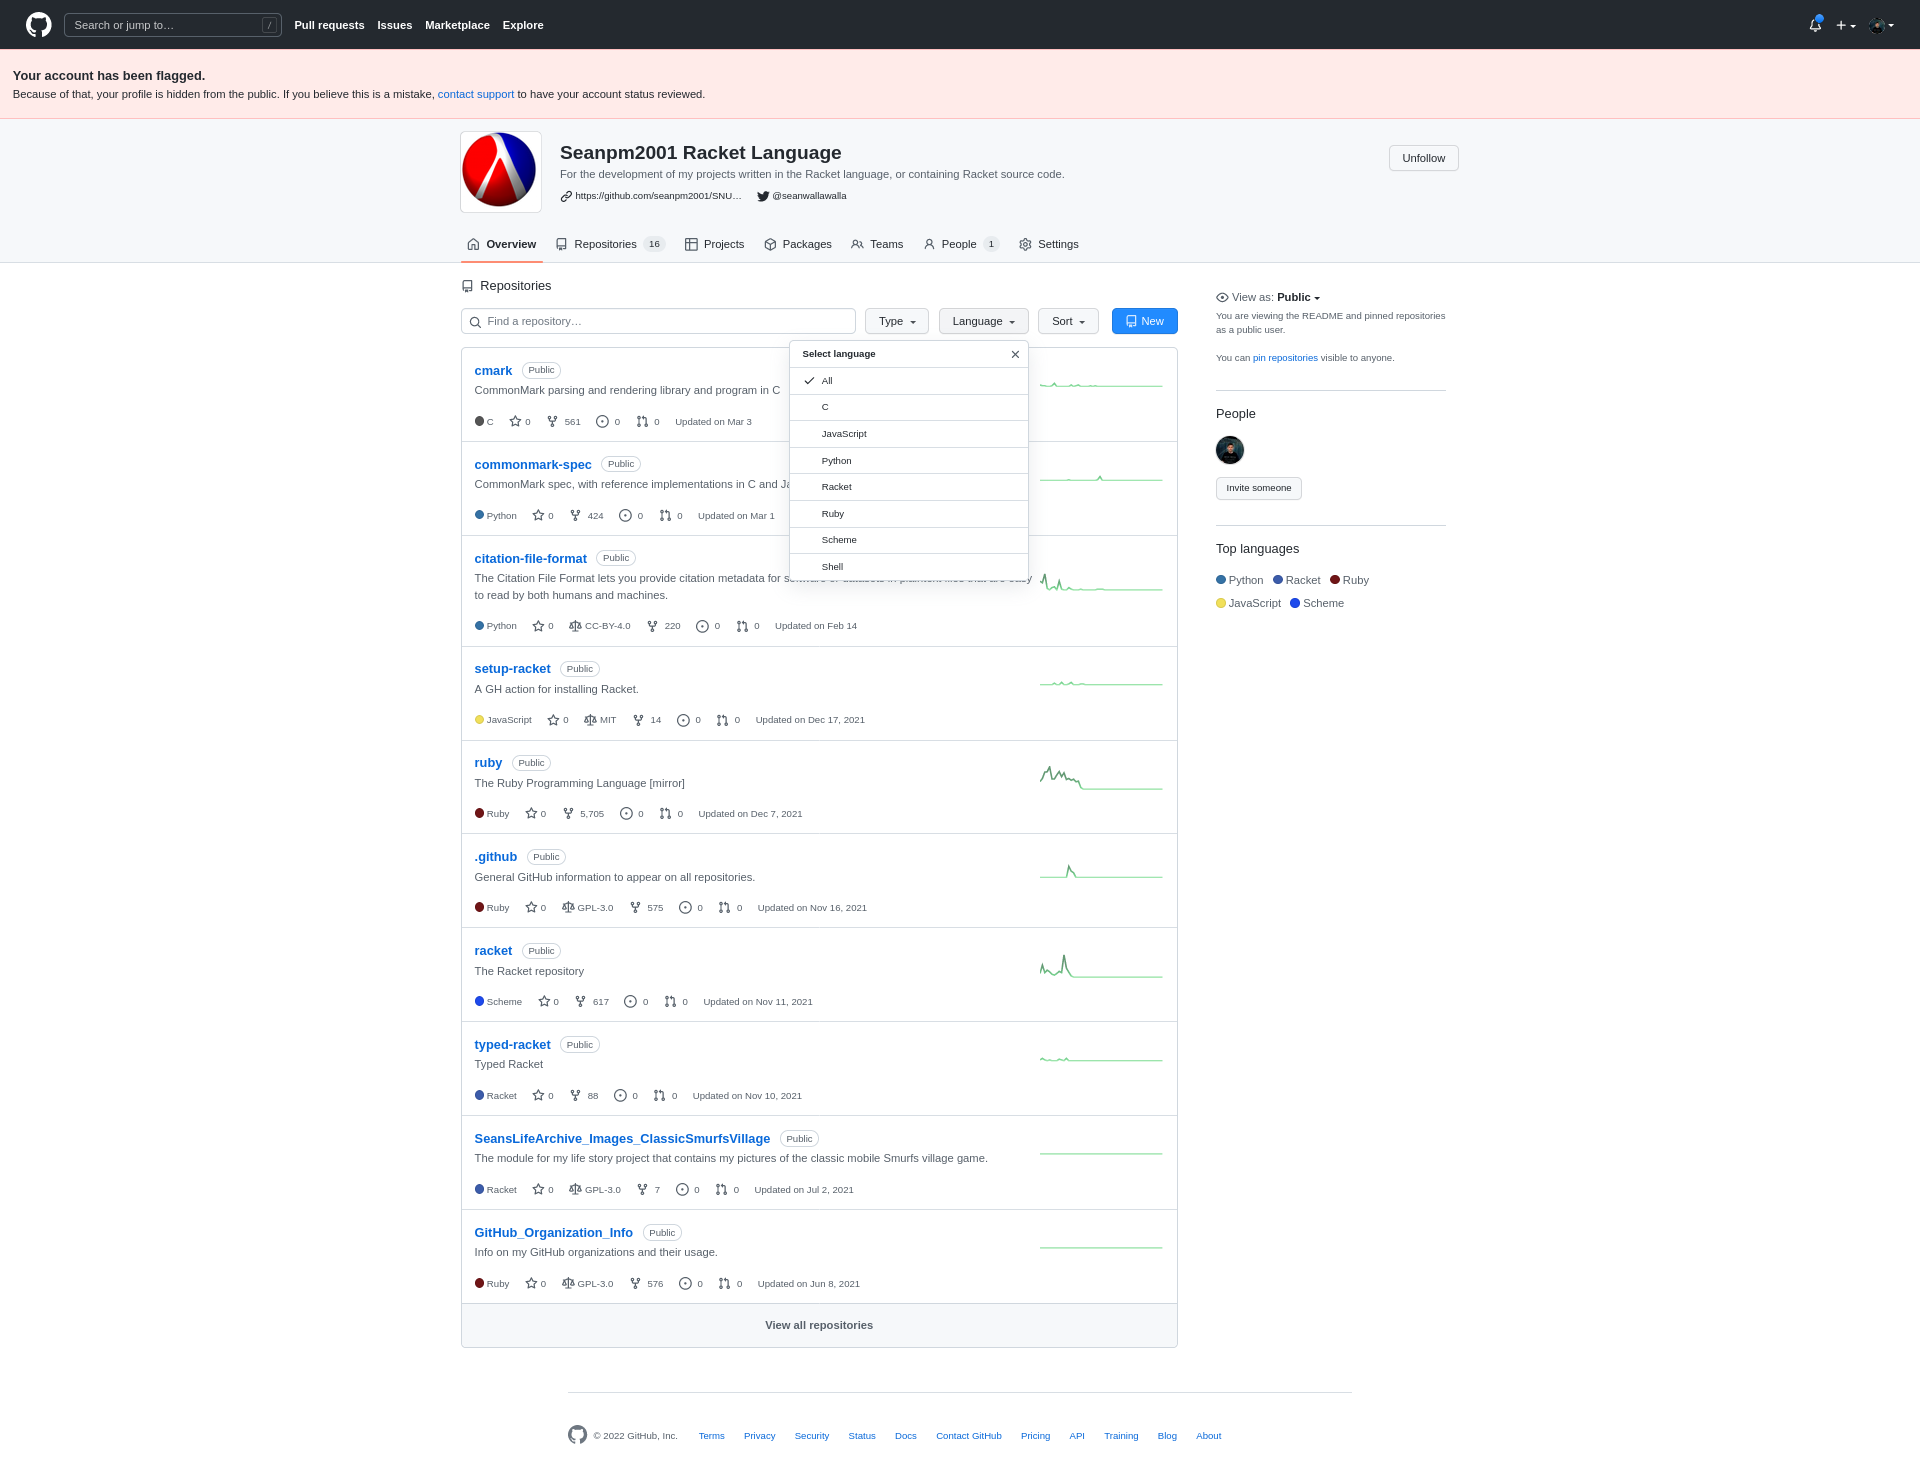 Search or jump to… /
Pull requests Issues Marketplace Explore
Your account has been flagged.
Because of that, your profile is hidden from the public. If you believe this is a mistake, contact support to have your account status reviewed.
Seanpm2001 Racket Language
Unfollow
For the development of my projects written in the Racket language, or containing Racket source code.
https://github.com/seanpm2001/SNU… @seanwallawalla
Overview Repositories 16 Projects Packages Teams People 1 Settings
Repositories
Find a repository… Type Language Sort New
Select language
All
C
JavaScript
Python
Racket
Ruby
Scheme
Shell
cmark Public
CommonMark parsing and rendering library and program in C
C 0 561 0 0 Updated on Mar 3
commonmark-spec Public
CommonMark spec, with reference implementations in C and
Python 0 424 0 0 Updated on Mar 1
citation-file-format Public
The Citation File Format lets you provide citation metadata for
to read by both humans and machines.
Python 0 CC-BY-4.0 220 0 0 Updated on Feb 14
setup-racket Public
A GH action for installing Racket.
JavaScript 0 MIT 14 0 0 Updated on Dec 17, 2021
ruby Public
The Ruby Programming Language [mirror]
Ruby 0 5,705 0 0 Updated on Dec 7, 2021
.github Public
General GitHub information to appear on all repositories.
Ruby 0 GPL-3.0 575 0 0 Updated on Nov 16, 2021
racket Public
The Racket repository
Scheme 0 617 0 0 Updated on Nov 11, 2021
typed-racket Public
Typed Racket
Racket 0 88 0 0 Updated on Nov 10, 2021
SeansLifeArchive_Images_ClassicSmurfsVillage Public
The module for my life story project that contains my pictures of the classic mobile Smurfs village game.
Racket 0 GPL-3.0 7 0 0 Updated on Jul 2, 2021
GitHub_Organization_Info Public
Info on my GitHub organizations and their usage.
Ruby 0 GPL-3.0 576 0 0 Updated on Jun 8, 2021
View all repositories
View as: Public
You are viewing the README and pinned repositories
as a public user.
You can pin repositories visible to anyone.
People
Invite someone
Top languages
Python Racket Ruby
JavaScript Scheme
© 2022 GitHub, Inc. Terms Privacy Security Status Docs Contact GitHub Pricing API Training Blog About